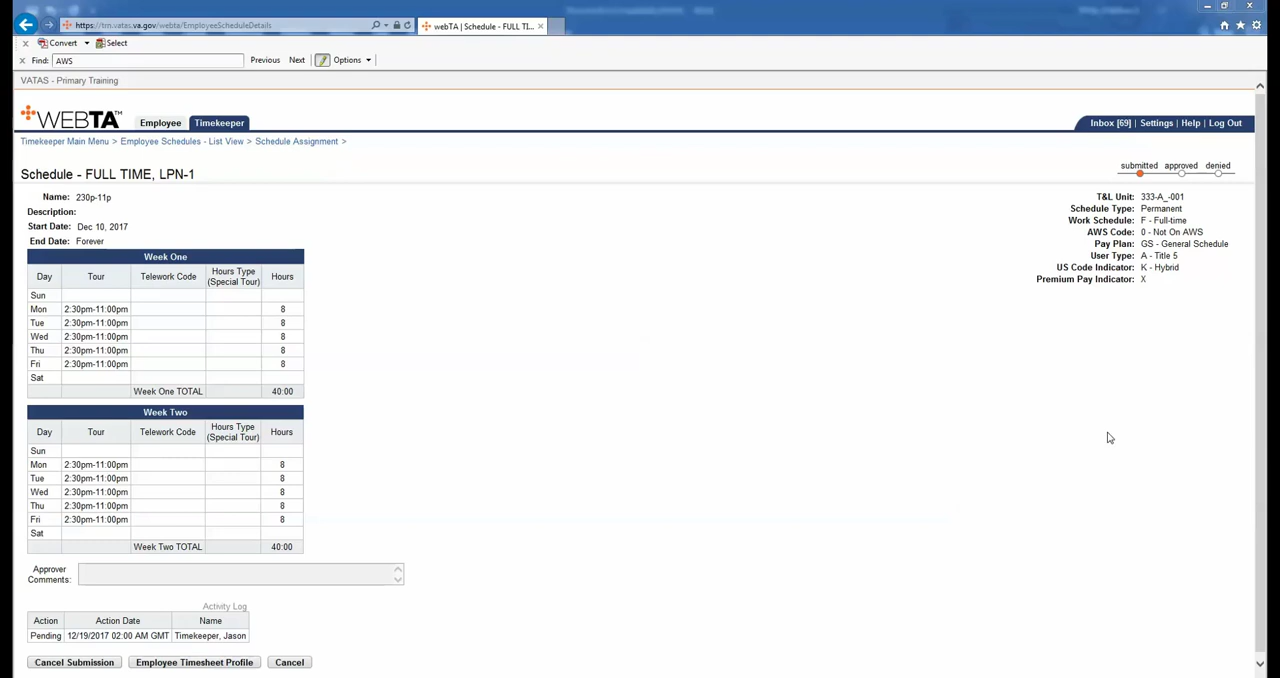 https://trn.vatas.va.gov/webta/EmployeeScheduleDetails
webTA | Schedule - FULL TI...
Convert Select
Find: AWS Previous Next Options
VATAS - Primary Training
WEBTA™ Employee Timekeeper Inbox [69] | Settings | Help | Log Out
Timekeeper Main Menu > Employee Schedules - List View > Schedule Assignment >
submitted approved denied
Schedule - FULL TIME, LPN-1
Name: 230p-11p
Description:
Start Date: Dec 10, 2017
End Date: Forever
T&L Unit: 333-A_-001
Schedule Type: Permanent
Work Schedule: F - Full-time
AWS Code: 0 - Not On AWS
Pay Plan: GS - General Schedule
User Type: A - Title 5
US Code Indicator: K - Hybrid
Premium Pay Indicator: X
Week One
Day Tour Telework Code Hours Type (Special Tour) Hours
Sun
Mon 2:30pm-11:00pm 8
Tue 2:30pm-11:00pm 8
Wed 2:30pm-11:00pm 8
Thu 2:30pm-11:00pm 8
Fri 2:30pm-11:00pm 8
Sat
Week One TOTAL 40:00
Week Two
Day Tour Telework Code Hours Type (Special Tour) Hours
Sun
Mon 2:30pm-11:00pm 8
Tue 2:30pm-11:00pm 8
Wed 2:30pm-11:00pm 8
Thu 2:30pm-11:00pm 8
Fri 2:30pm-11:00pm 8
Sat
Week Two TOTAL 40:00
Approver
Comments:
Activity Log
Action Action Date Name
Pending 12/19/2017 02:00 AM GMT Timekeeper, Jason
Cancel Submission Employee Timesheet Profile Cancel